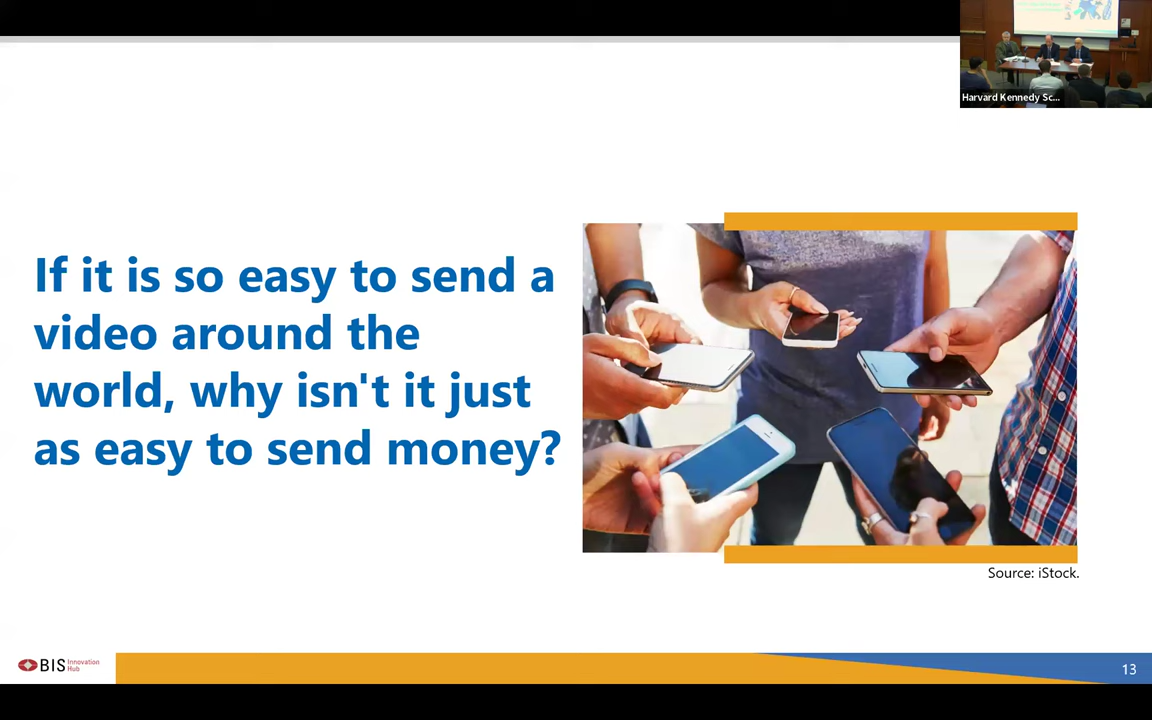 Harvard Kennedy Sc...
If it is so easy to send a
video around the
world, why isn't it just
as easy to send money?
Source: iStock.
BIS Innovation
Hub
13